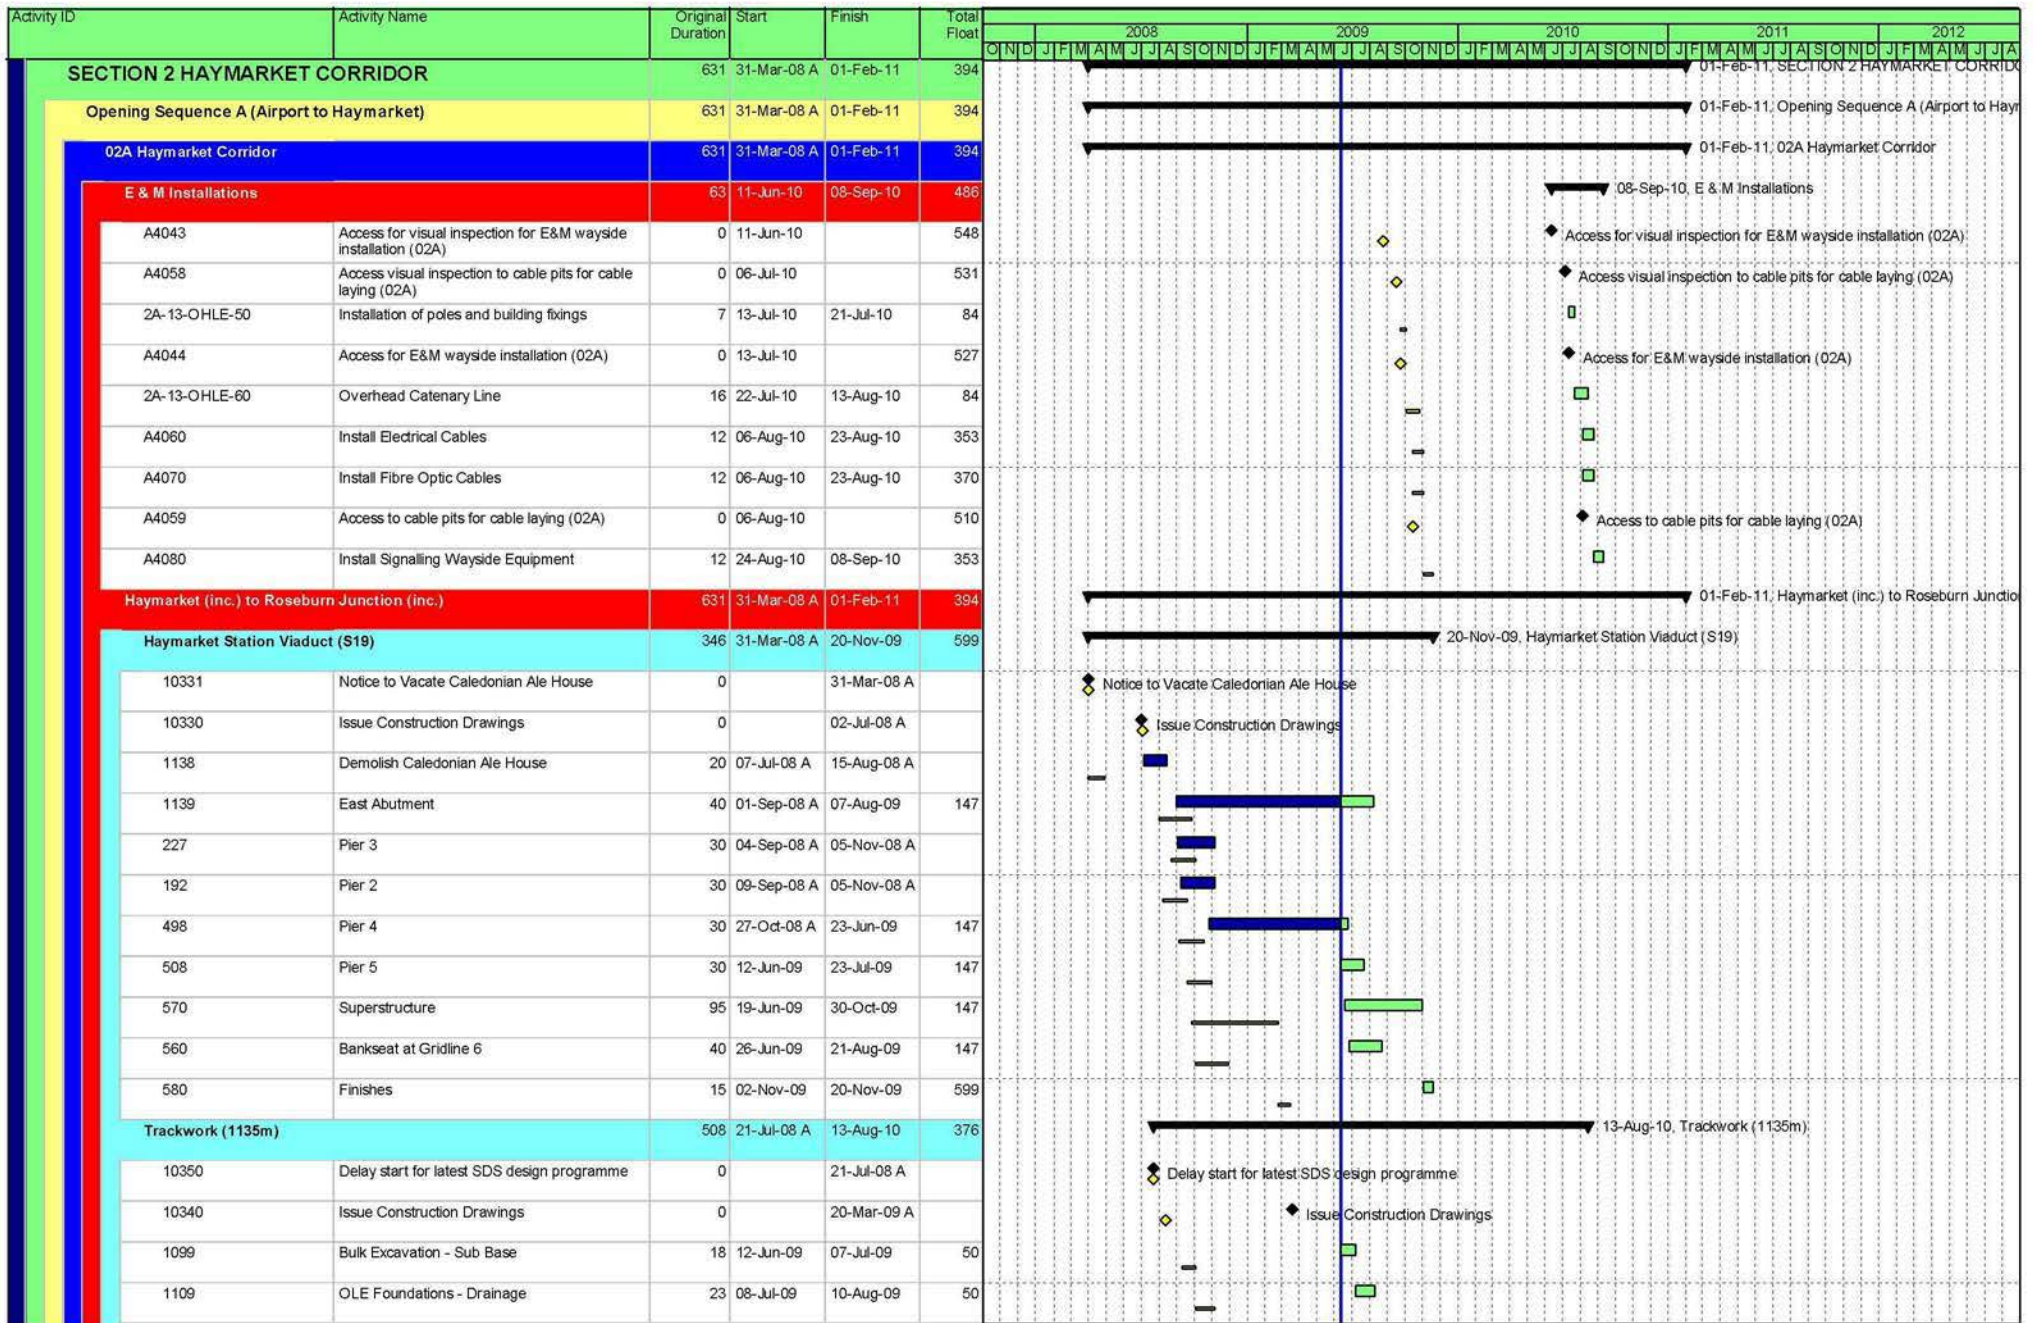 Activity ID Activity Name Original Duration Start Finish Total Float
2008 2009 2010 2011 2012
O N D J F M A M J J A S O N D J F M A M J J A S O N D J F M A M J J A S O N D J F M A M J J A S O N D J F M A M J J A
SECTION 2 HAYMARKET CORRIDOR 631 31-Mar-08 A 01-Feb-11 394 01-Feb-11, SECTION 2 HAYMARKET CORRIDO
Opening Sequence A (Airport to Haymarket) 631 31-Mar-08 A 01-Feb-11 394 01-Feb-11, Opening Sequence A (Airport to Hayr
02A Haymarket Corridor 631 31-Mar-08 A 01-Feb-11 394 01-Feb-11, 02A Haymarket Corridor
E & M Installations 63 11-Jun-10 08-Sep-10 486 08-Sep-10, E & M Installations
A4043 Access for visual inspection for E&M wayside installation (02A) 0 11-Jun-10 548 Access for visual inspection for E&M wayside installation (02A)
A4058 Access visual inspection to cable pits for cable laying (02A) 0 06-Jul-10 531 Access visual inspection to cable pits for cable laying (02A)
2A-13-OHLE-50 Installation of poles and building fixings 7 13-Jul-10 21-Jul-10 84
A4044 Access for E&M wayside installation (02A) 0 13-Jul-10 527 Access for E&M wayside installation (02A)
2A-13-OHLE-60 Overhead Catenary Line 16 22-Jul-10 13-Aug-10 84
A4060 Install Electrical Cables 12 06-Aug-10 23-Aug-10 353
A4070 Install Fibre Optic Cables 12 06-Aug-10 23-Aug-10 370
A4059 Access to cable pits for cable laying (02A) 0 06-Aug-10 510 Access to cable pits for cable laying (02A)
A4080 Install Signalling Wayside Equipment 12 24-Aug-10 08-Sep-10 353
Haymarket (inc.) to Roseburn Junction (inc.) 631 31-Mar-08 A 01-Feb-11 394 01-Feb-11, Haymarket (inc.) to Roseburn Junctio
Haymarket Station Viaduct (S19) 346 31-Mar-08 A 20-Nov-09 599 20-Nov-09, Haymarket Station Viaduct (S19)
10331 Notice to Vacate Caledonian Ale House 0 31-Mar-08 A Notice to Vacate Caledonian Ale House
10330 Issue Construction Drawings 0 02-Jul-08 A Issue Construction Drawings
1138 Demolish Caledonian Ale House 20 07-Jul-08 A 15-Aug-08 A
1139 East Abutment 40 01-Sep-08 A 07-Aug-09 147
227 Pier 3 30 04-Sep-08 A 05-Nov-08 A
192 Pier 2 30 09-Sep-08 A 05-Nov-08 A
498 Pier 4 30 27-Oct-08 A 23-Jun-09 147
508 Pier 5 30 12-Jun-09 23-Jul-09 147
570 Superstructure 95 19-Jun-09 30-Oct-09 147
560 Bankseat at Gridline 6 40 26-Jun-09 21-Aug-09 147
580 Finishes 15 02-Nov-09 20-Nov-09 599
Trackwork (1135m) 508 21-Jul-08 A 13-Aug-10 376 13-Aug-10, Trackwork (1135m)
10350 Delay start for latest SDS design programme 0 21-Jul-08 A Delay start for latest SDS design programme
10340 Issue Construction Drawings 0 20-Mar-09 A Issue Construction Drawings
1099 Bulk Excavation - Sub Base 18 12-Jun-09 07-Jul-09 50
1109 OLE Foundations - Drainage 23 08-Jul-09 10-Aug-09 50